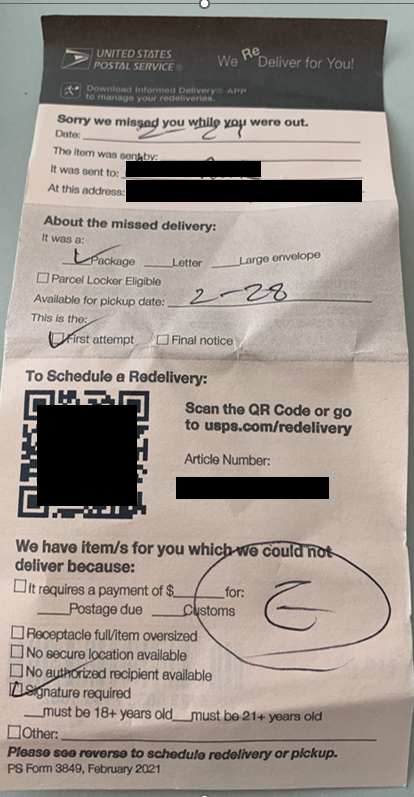 UNITED STATES
POSTAL SERVICE®
We ReDeliver for You!
Download Informed Delivery® APP
to manage your redeliveries.
Sorry we missed you while you were out.
Date: 2-27
The item was sent by:
It was sent to:
At this address:
About the missed delivery:
It was a:
Package Letter Large envelope
Parcel Locker Eligible
Available for pickup date: 2-28
This is the:
First attempt Final notice
To Schedule a Redelivery:
Scan the QR Code or go
to usps.com/redelivery
Article Number:
We have item/s for you which we could not
deliver because:
It requires a payment of $ for:
Postage due Customs
Receptacle full/item oversized
No secure location available
No authorized recipient available
Signature required
must be 18+ years old must be 21+ years old
Other:
Please see reverse to schedule redelivery or pickup.
PS Form 3849, February 2021